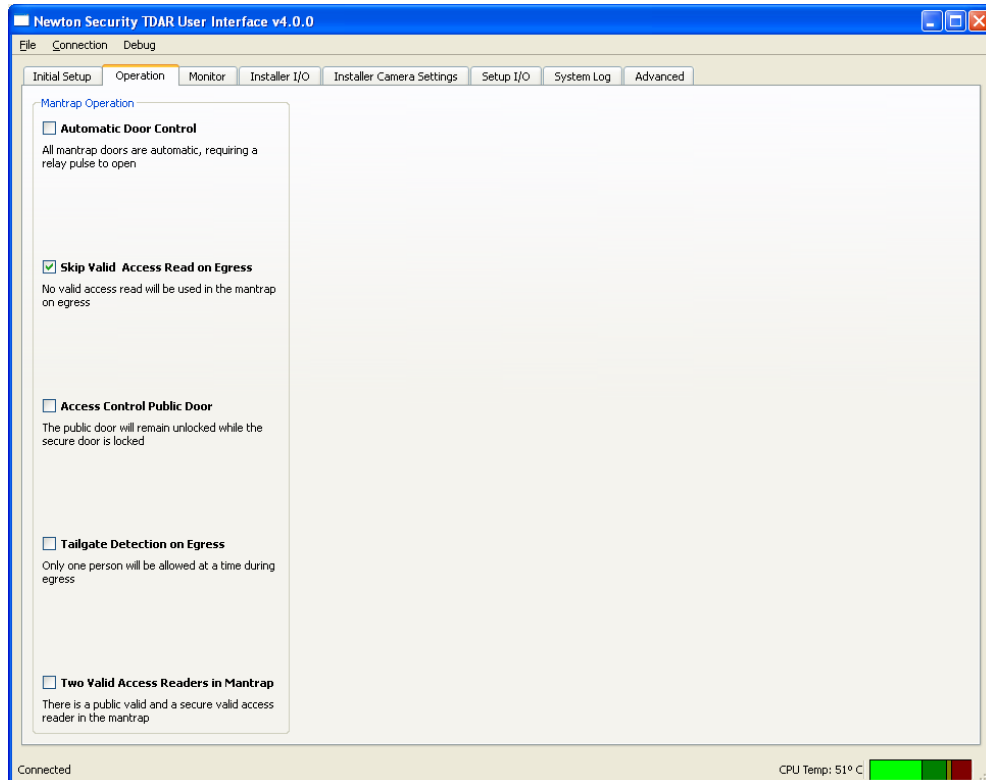 Newton Security TDAR User Interface v4.0.0
File Connection Debug
Initial Setup Operation Monitor Installer I/O Installer Camera Settings Setup I/O System Log Advanced
Mantrap Operation
Automatic Door Control
All mantrap doors are automatic, requiring a
relay pulse to open
Skip Valid Access Read on Egress
No valid access read will be used in the mantrap
on egress
Access Control Public Door
The public door will remain unlocked while the
secure door is locked
Tailgate Detection on Egress
Only one person will be allowed at a time during
egress
Two Valid Access Readers in Mantrap
There is a public valid and a secure valid access
reader in the mantrap
Connected CPU Temp: 51º C